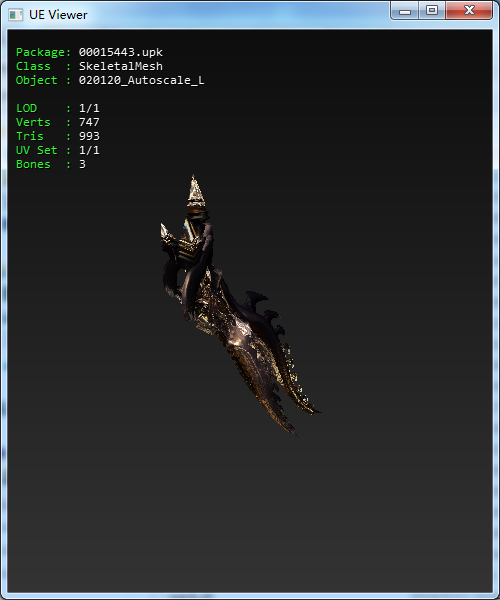 UE Viewer
Package: 00015443.upk
Class  : SkeletalMesh
Object : 020120_Autoscale_L
LOD    : 1/1
Verts  : 747
Tris   : 993
UV Set : 1/1
Bones  : 3